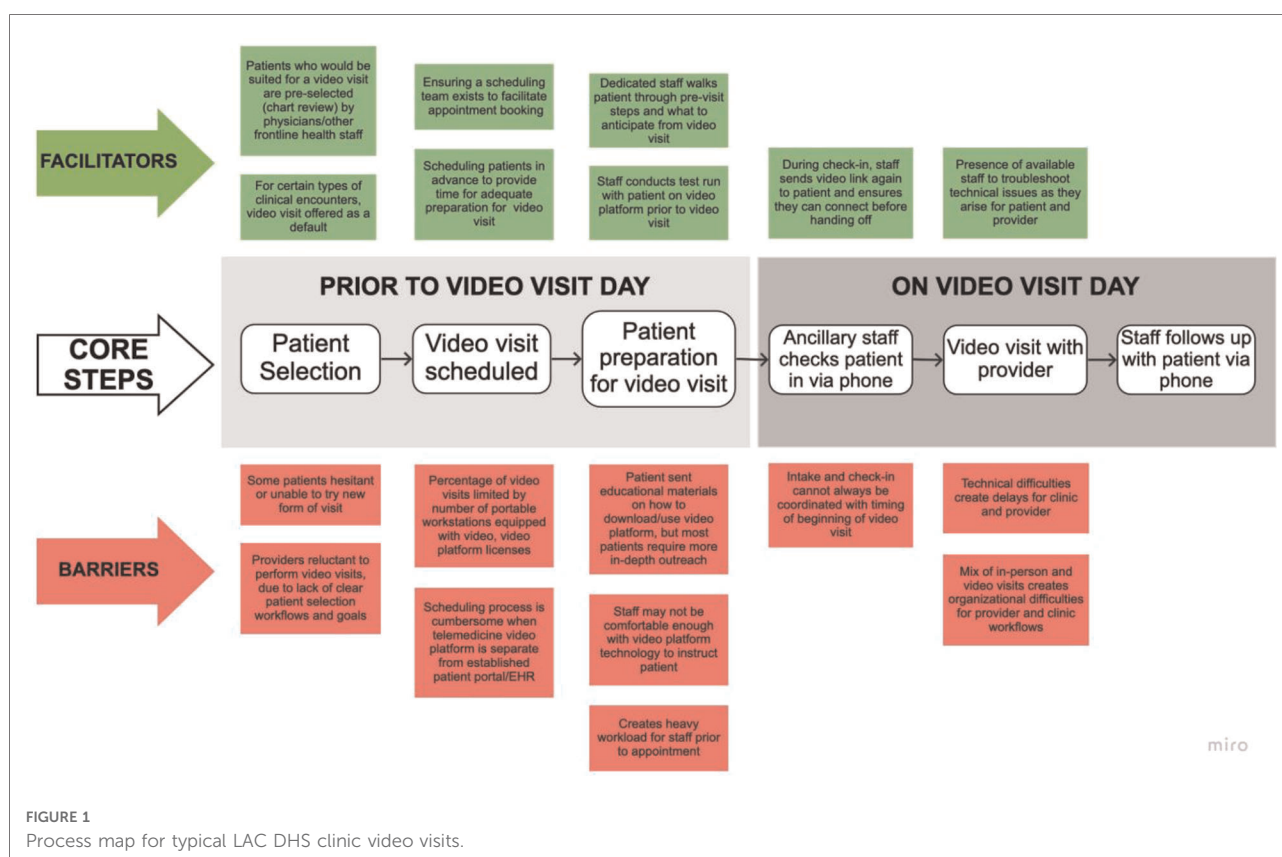 Patients who would be
suited for a video visit
are pre-selected
(chart review) by
physicians/other
frontline health staff
Ensuring a scheduling
team exists to facilitate
appointment booking
Dedicated staff walks
patient through pre-visit
steps and what to
anticipate from video
visit
FACILITATORS
For certain types of
clinical encounters,
video visit offered as a
default
Scheduling patients in
advance to provide
time for adequate
preparation for video
visit
Staff conducts test run
with patient on video
platform prior to video
visit
During check-in, staff
sends video link again
to patient and ensures
they can connect before
handing off
Presence of available
staff to troubleshoot
technical issues as they
arise for patient and
provider
PRIOR TO VIDEO VISIT DAY
ON VIDEO VISIT DAY
CORE
STEPS
Patient
Selection
Video visit
scheduled
Patient
preparation
for video visit
Ancillary staff
checks patient
in via phone
Video visit with
provider
Staff follows up
with patient via
phone
BARRIERS
Some patients hesitant
or unable to try new
form of visit
Providers reluctant to
perform video visits,
due to lack of clear
patient selection
workflows and goals
Percentage of video
visits limited by
number of portable
workstations equipped
with video, video
platform licenses
Scheduling process is
cumbersome when
telemedicine video
platform is separate
from established
patient portal/EHR
Patient sent
educational materials
on how to
download/use video
platform, but most
patients require more
in-depth outreach
Staff may not be
comfortable enough
with video platform
technology to instruct
patient
Creates heavy
workload for staff prior
to appointment
Intake and check-in
cannot always be
coordinated with timing
of beginning of video
visit
Technical difficulties
create delays for clinic
and provider
Mix of in-person and
video visits creates
organizational difficulties
for provider and clinic
workflows
miro
FIGURE 1
Process map for typical LAC DHS clinic video visits.